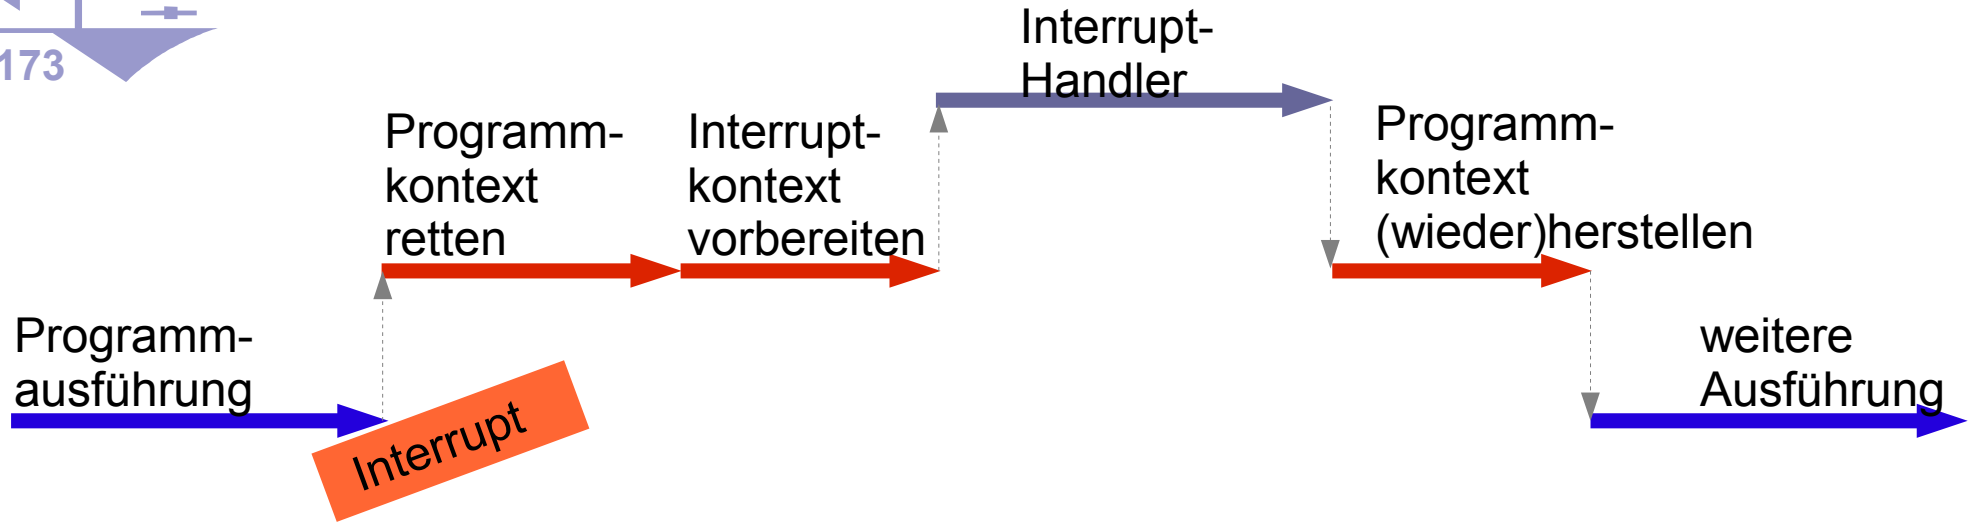 173
Programm-
ausführung
Interrupt
Programm-
kontext
retten
Interrupt-
kontext
vorbereiten
Interrupt-
Handler
Programm-
kontext
(wieder)herstellen
weitere
Ausführung